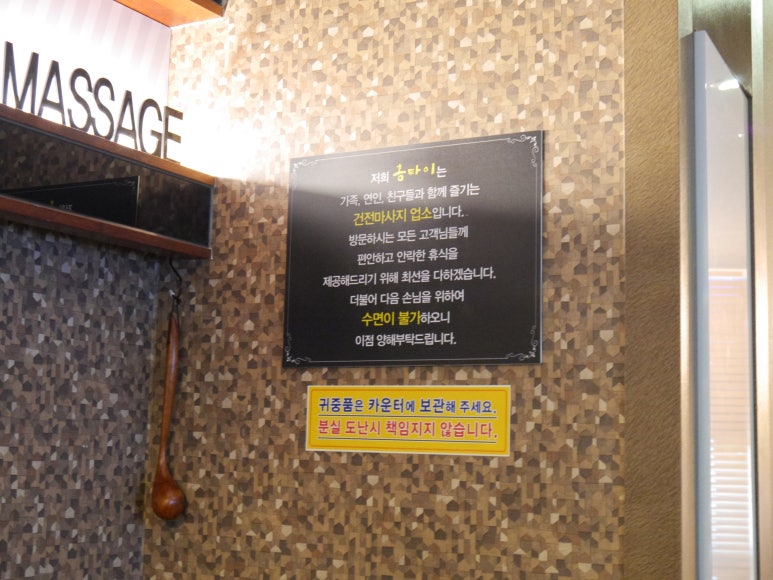 MASSAGE
저희 홈타이는
가족, 연인, 친구들과 함께 즐기는
건전마사지 업소입니다.
방문하시는 모든 고객님들께
편안하고 안락한 휴식을
제공해드리기 위해 최선을 다하겠습니다.
더불어 다음 손님을 위하여
수면이 불가하오니
이점 양해부탁드립니다.
귀중품은 카운터에 보관해 주세요.
분실 도난시 책임지지 않습니다.